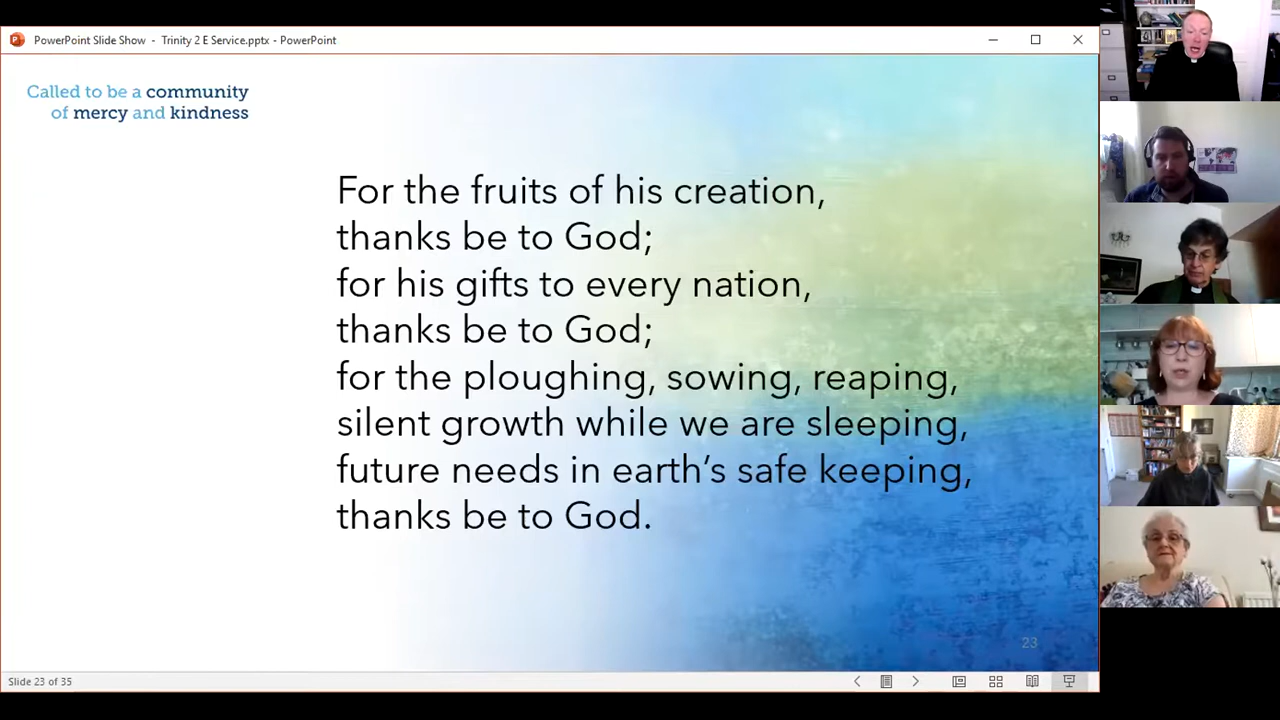 PowerPoint Slide Show - Trinity 2 E Service.pptx - PowerPoint
Called to be a community
of mercy and kindness
For the fruits of his creation,
thanks be to God;
for his gifts to every nation,
thanks be to God;
for the ploughing, sowing, reaping,
silent growth while we are sleeping,
future needs in earth’s safe keeping,
thanks be to God.
23
Slide 23 of 35